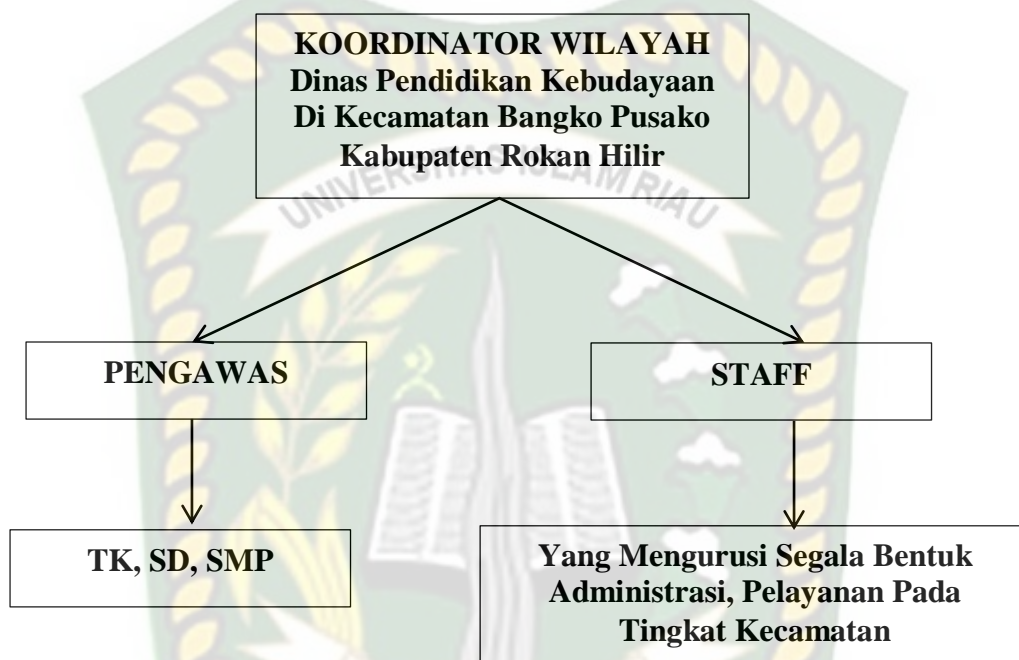 KOORDINATOR WILAYAH
Dinas Pendidikan Kebudayaan
Di Kecamatan Bangko Pusako
Kabupaten Rokan Hilir
UNIVERSITAS ISLAM RIAU
PENGAWAS
STAFF
TK, SD, SMP
Yang Mengurusi Segala Bentuk
Administrasi, Pelayanan Pada
Tingkat Kecamatan